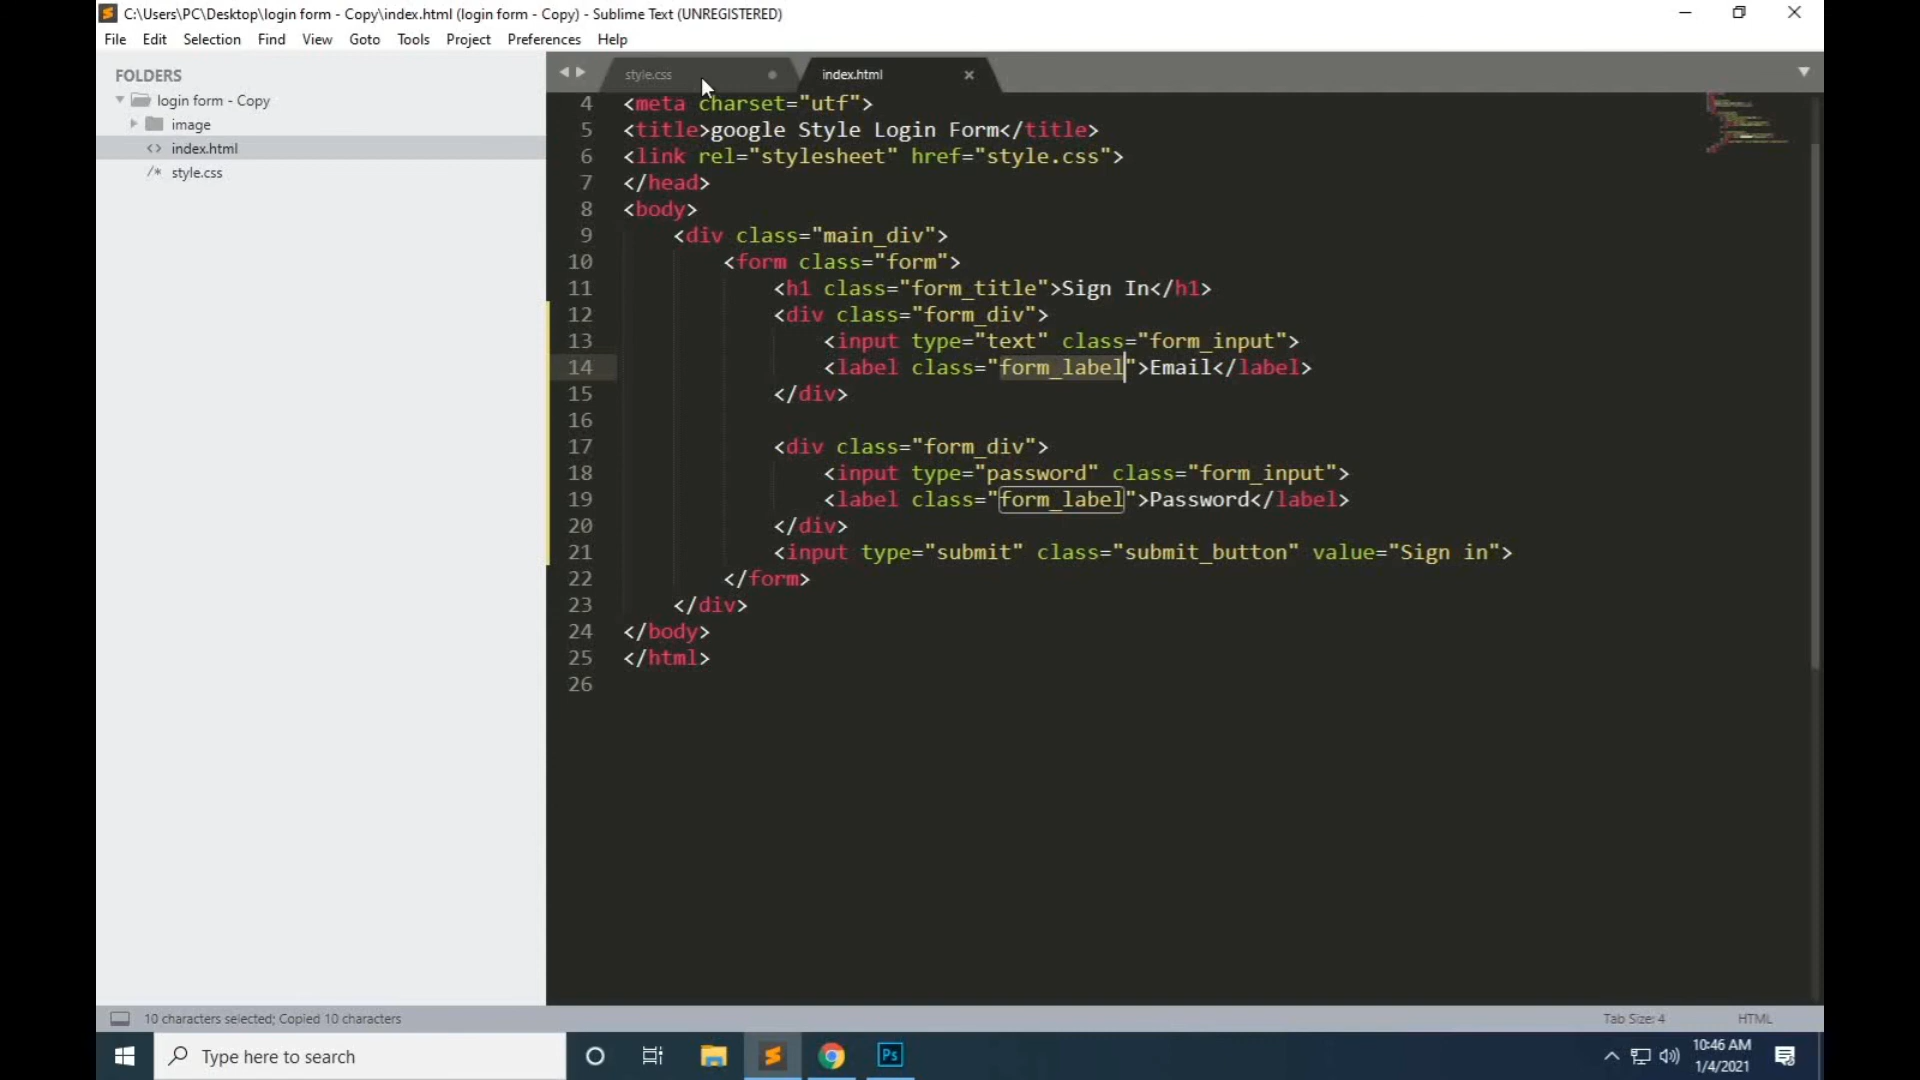 C:\Users\PC\Desktop\login form - Copy\index.html (login form - Copy) - Sublime Text (UNREGISTERED)
File Edit Selection Find View Goto Tools Project Preferences Help
FOLDERS
login form - Copy
image
<> index.html
/* style.css
style.css index.html
4 <meta charset="utf">
5 <title>google Style Login Form</title>
6 <link rel="stylesheet" href="style.css">
7 </head>
8 <body>
9 <div class="main_div">
10 <form class="form">
11 <h1 class="form_title">Sign In</h1>
12 <div class="form_div">
13 <input type="text" class="form_input">
14 <label class="form_label">Email</label>
15 </div>
16
17 <div class="form_div">
18 <input type="password" class="form_input">
19 <label class="form_label">Password</label>
20 </div>
21 <input type="submit" class="submit_button" value="Sign in">
22 </form>
23 </div>
24 </body>
25 </html>
26
10 characters selected; Copied 10 characters
Tab Size: 4 HTML
Type here to search
Ps
10:46 AM
1/4/2021